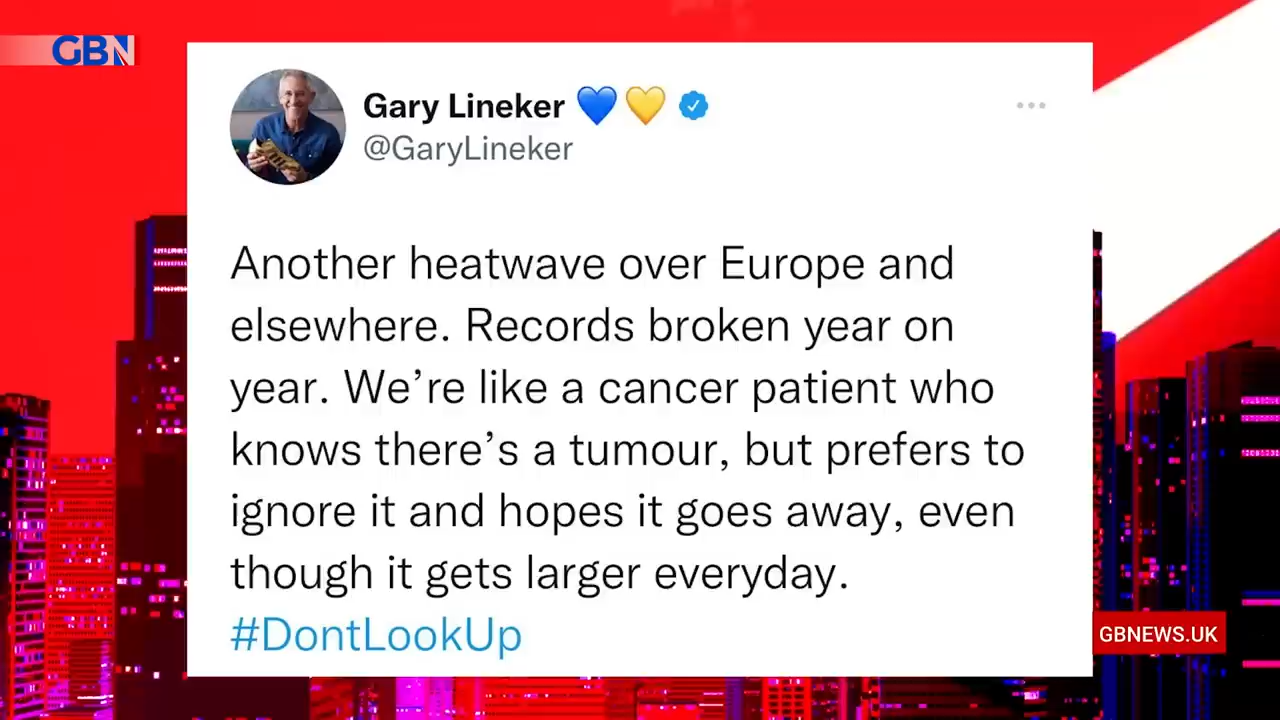 GBN
Gary Lineker 💙 💛
@GaryLineker
Another heatwave over Europe and
elsewhere. Records broken year on
year. We’re like a cancer patient who
knows there’s a tumour, but prefers to
ignore it and hopes it goes away, even
though it gets larger everyday.
#DontLookUp
GBNEWS.UK